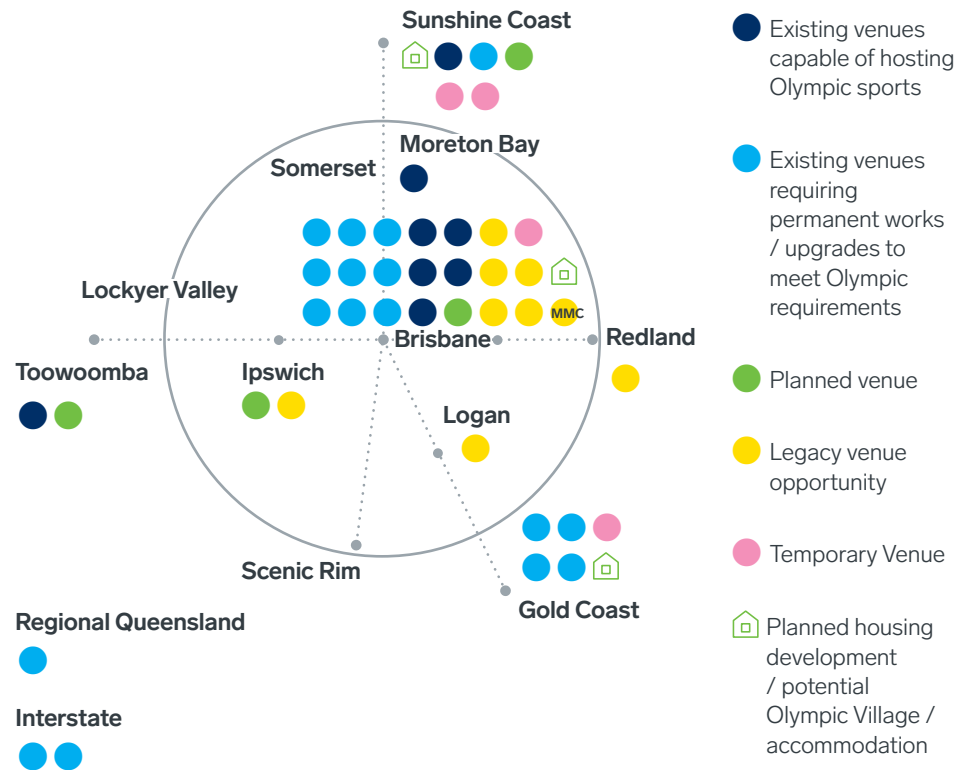 Sunshine Coast
Moreton Bay
Somerset
Lockyer Valley
MMC
Brisbane
Redland
Toowoomba
Ipswich
Logan
Scenic Rim
Gold Coast
Regional Queensland
Interstate
Existing venues
capable of hosting
Olympic sports
Existing venues
requiring
permanent works
/ upgrades to
meet Olympic
requirements
Planned venue
Legacy venue
opportunity
Temporary Venue
Planned housing
development
/ potential
Olympic Village /
accommodation